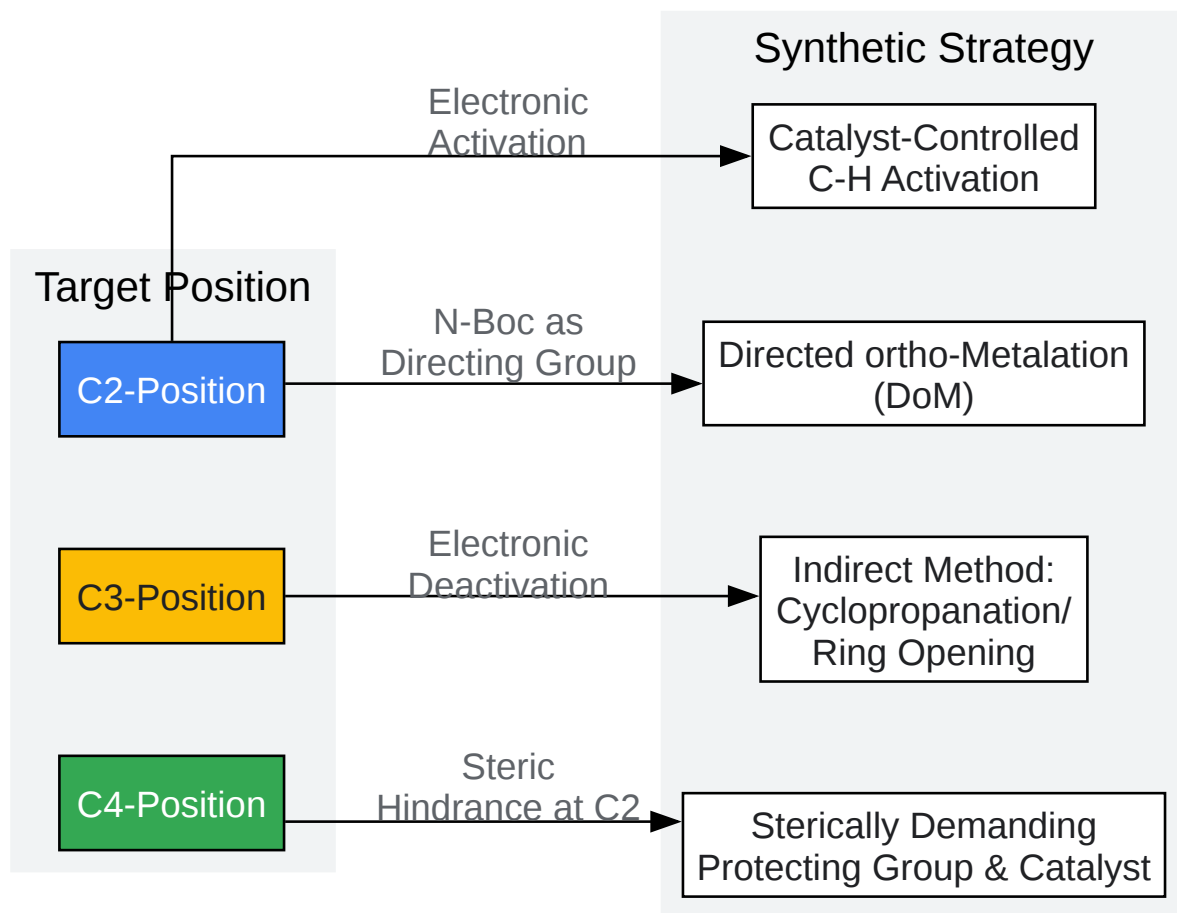 Synthetic Strategy
Electronic
Activation
Catalyst-Controlled
C-H Activation
Target Position
C2-Position
N-Boc as
Directing Group
Directed ortho-Metalation
(DoM)
C3-Position
Electronic
Deactivation
Indirect Method:
Cyclopropanation/
Ring Opening
C4-Position
Steric
Hindrance at C2
Sterically Demanding
Protecting Group & Catalyst